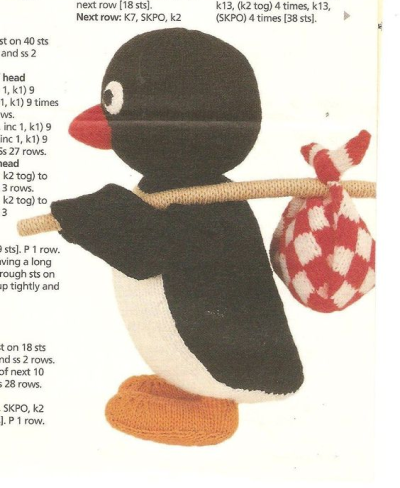 next row [18 sts].
Next row: K7, SKPO, k2
k13, (k2 tog) 4 times, k13,
(SKPO) 4 times [38 sts].
st on 40 sts
and ss 2
head
1, k1) 9
1, k1) 9 times
ws.
inc 1, k1) 9
inc 1, k1) 9
Ss 27 rows.
head
k2 tog) to
3 rows.
k2 tog) to
3
9 sts]. P 1 row.
aving a long
rough sts on
up tightly and
st on 18 sts
nd ss 2 rows.
of next 10
s 28 rows.
SKPO, k2
]. P 1 row.